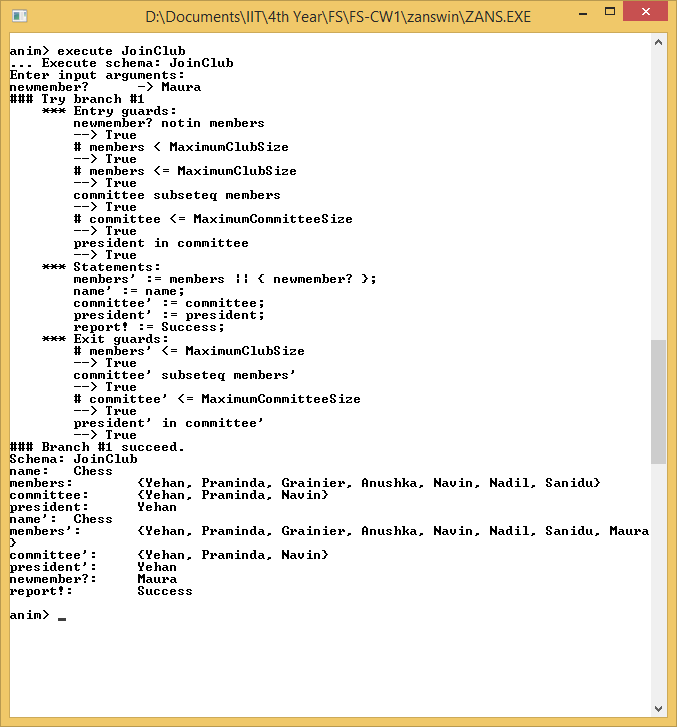 D:\Documents\IIT\4th Year\FS\FS-CW1\zanswin\ZANS.EXE
anim> execute JoinClub
... Execute schema: JoinClub
Enter input arguments:
newmember?      -> Maura
### Try branch #1
    *** Entry guards:
        newmember? notin members
        --> True
        # members < MaximumClubSize
        --> True
        # members <= MaximumClubSize
        --> True
        committee subseteq members
        --> True
        # committee <= MaximumCommitteeSize
        --> True
        president in committee
        --> True
    *** Statements:
        members' := members || { newmember? };
        name' := name;
        committee' := committee;
        president' := president;
        report! := Success;
    *** Exit guards:
        # members' <= MaximumClubSize
        --> True
        committee' subseteq members'
        --> True
        # committee' <= MaximumCommitteeSize
        --> True
        president' in committee'
        --> True
### Branch #1 succeed.
Schema: JoinClub
name:   Chess
members:        {Yehan, Praminda, Grainier, Anushka, Navin, Nadil, Sanidu}
committee:      {Yehan, Praminda, Navin}
president:      Yehan
name':  Chess
members':       {Yehan, Praminda, Grainier, Anushka, Navin, Nadil, Sanidu, Maura
}
committee':     {Yehan, Praminda, Navin}
president':     Yehan
newmember?:     Maura
report!:        Success
anim> _